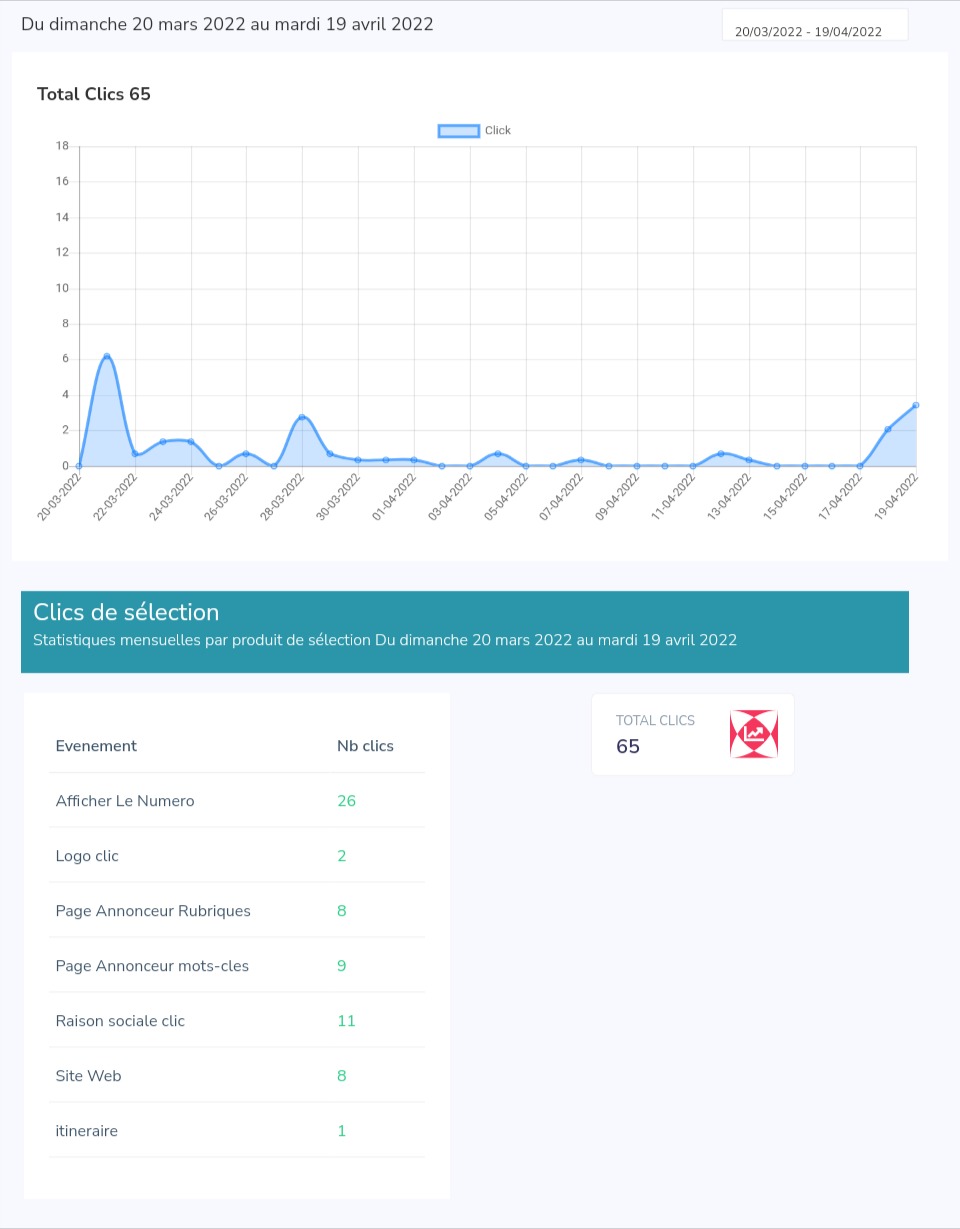 Du dimanche 20 mars 2022 au mardi 19 avril 2022
20/03/2022 - 19/04/2022
Total Clics 65
Click
18
16
14
12
10
8
6
4
2
0
20-03-2022
22-03-2022
24-03-2022
26-03-2022
28-03-2022
30-03-2022
01-04-2022
03-04-2022
05-04-2022
07-04-2022
09-04-2022
11-04-2022
13-04-2022
15-04-2022
17-04-2022
19-04-2022
Clics de sélection
Statistiques mensuelles par produit de sélection Du dimanche 20 mars 2022 au mardi 19 avril 2022
Evenement Nb clics
Afficher Le Numero 26
Logo clic 2
Page Annonceur Rubriques 8
Page Annonceur mots-cles 9
Raison sociale clic 11
Site Web 8
itineraire 1
TOTAL CLICS
65